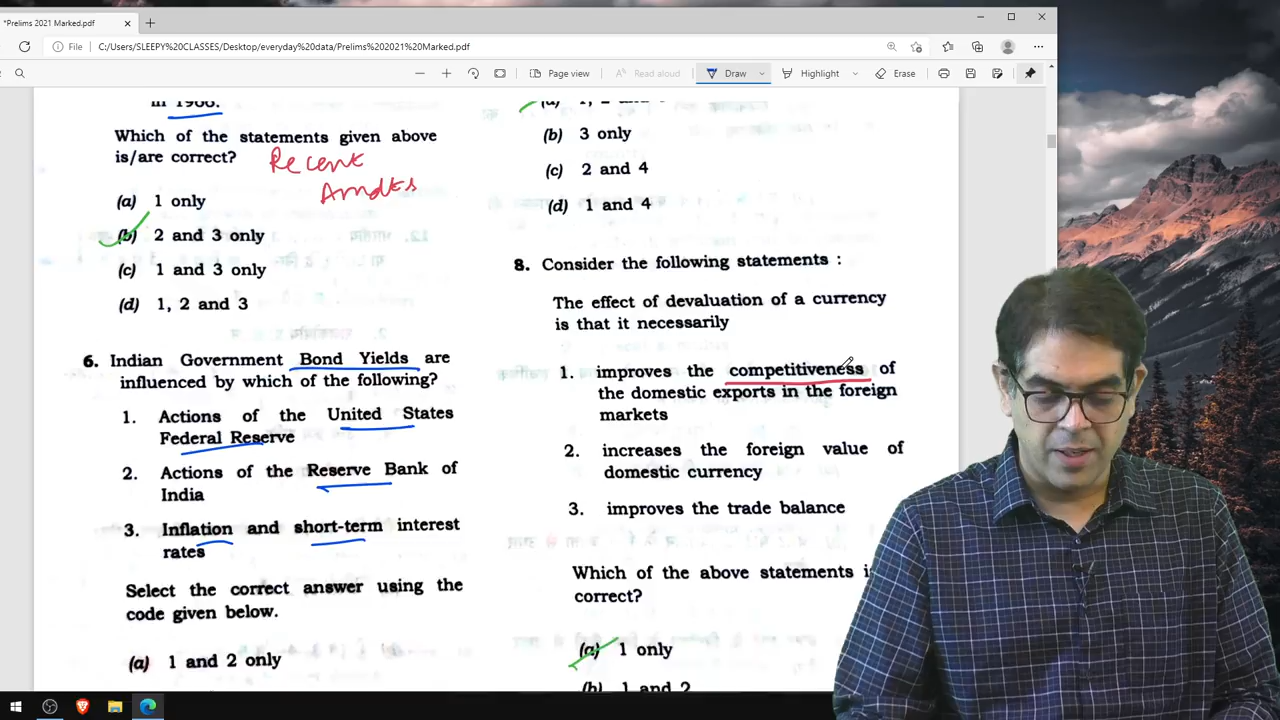 *Prelims 2021 Marked.pdf
File
C:/Users/SLEEPY%20CLASSES/Desktop/everyday%20data/Prelims%202021%20Marked.pdf
Page view
Read aloud
Draw
Highlight
Erase
Which of the statements given above
is/are correct?
Recent
Amdts
(a) 1 only
(b) 2 and 3 only
(c) 1 and 3 only
(d) 1, 2 and 3
6. Indian Government Bond Yields are
influenced by which of the following?
1. Actions of the United States
Federal Reserve
2. Actions of the Reserve Bank of
India
3. Inflation and short-term interest
rates
Select the correct answer using the
code given below.
(a) 1 and 2 only
(b) 3 only
(c) 2 and 4
(d) 1 and 4
8. Consider the following statements :
The effect of devaluation of a currency
is that it necessarily
1. improves the competitiveness of
the domestic exports in the foreign
markets
2. increases the foreign value of
domestic currency
3. improves the trade balance
Which of the above statements
correct?
(a) 1 only
(b) 1 and 2